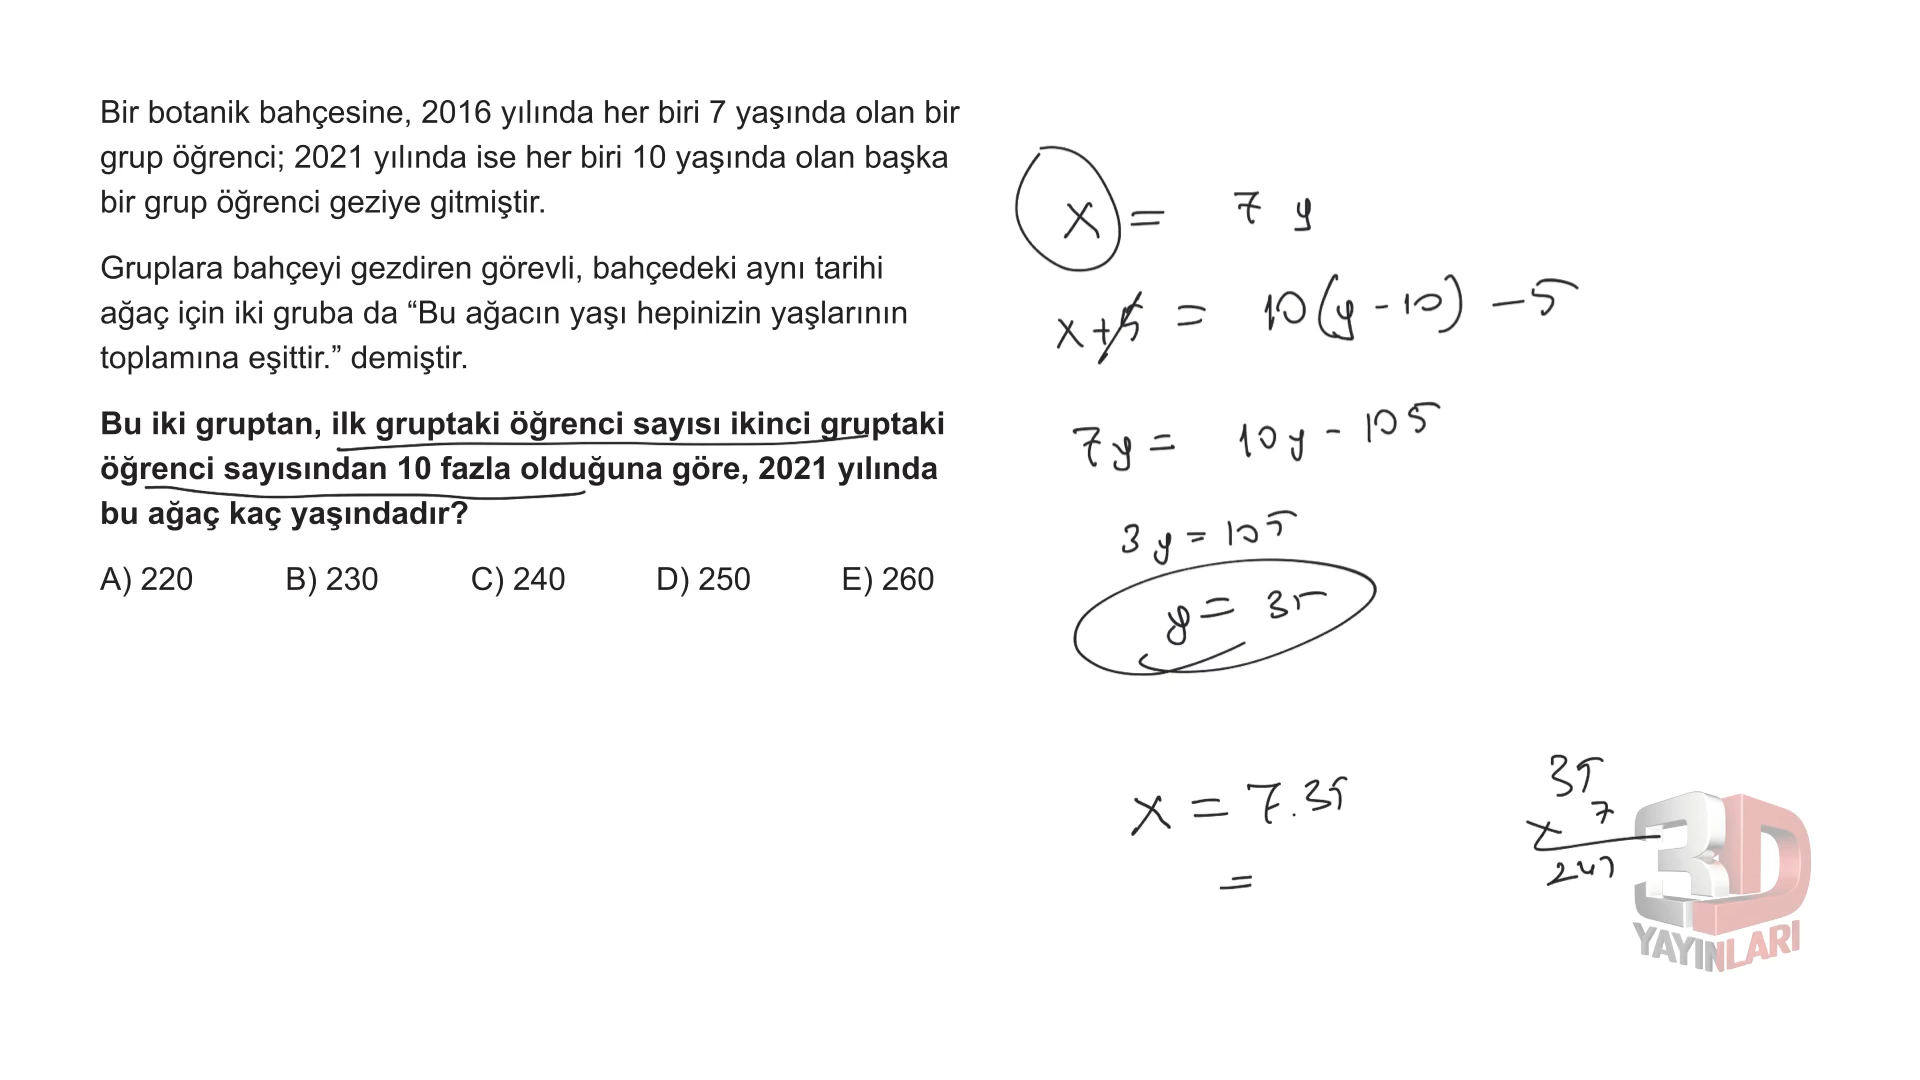 Bir botanik bahçesine, 2016 yılında her biri 7 yaşında olan bir
grup öğrenci; 2021 yılında ise her biri 10 yaşında olan başka
bir grup öğrenci geziye gitmiştir.
Gruplara bahçeyi gezdiren görevli, bahçedeki aynı tarihi
ağaç için iki gruba da “Bu ağacın yaşı hepinizin yaşlarının
toplamına eşittir.” demiştir.
Bu iki gruptan, ilk gruptaki öğrenci sayısı ikinci gruptaki
öğrenci sayısından 10 fazla olduğuna göre, 2021 yılında
bu ağaç kaç yaşındadır?
A) 220 B) 230 C) 240 D) 250 E) 260
x = 7 y
x+5 = 10(y-10) -5
7y = 10y - 105
3y = 105
y = 35
x = 7.35
=
35
x 7
245
3D
YAYINLARI